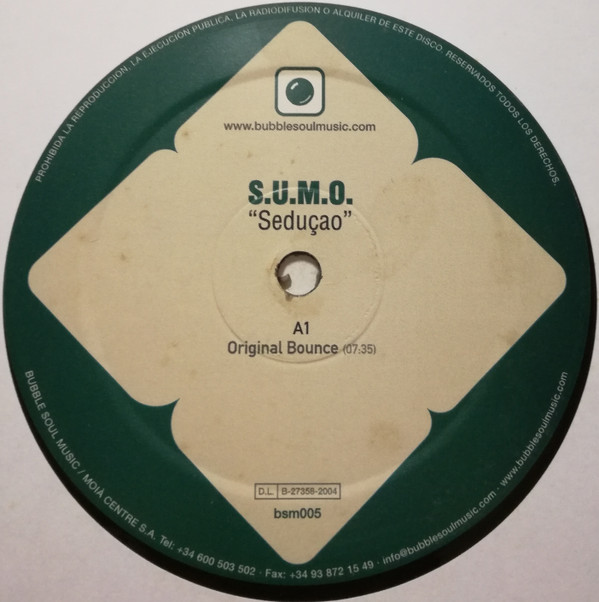 PROHIBIDA LA REPRODUCCIÓN, LA EJECUCIÓN PUBLICA, LA RADIODIFUSIÓN O ALQUILER DE ESTE DISCO. RESERVADOS TODOS LOS DERECHOS.
www.bubblesoulmusic.com
S.U.M.O.
“Seduçao”
A1
Original Bounce (07:35)
D.L. B-27358-2004
bsm005
BUBBLE SOUL MUSIC / MOIÀ CENTRE S.A. Tel: +34 600 503 502 · Fax: +34 93 872 15 49 · info@bubblesoulmusic.com · www.bubblesoulmusic.com